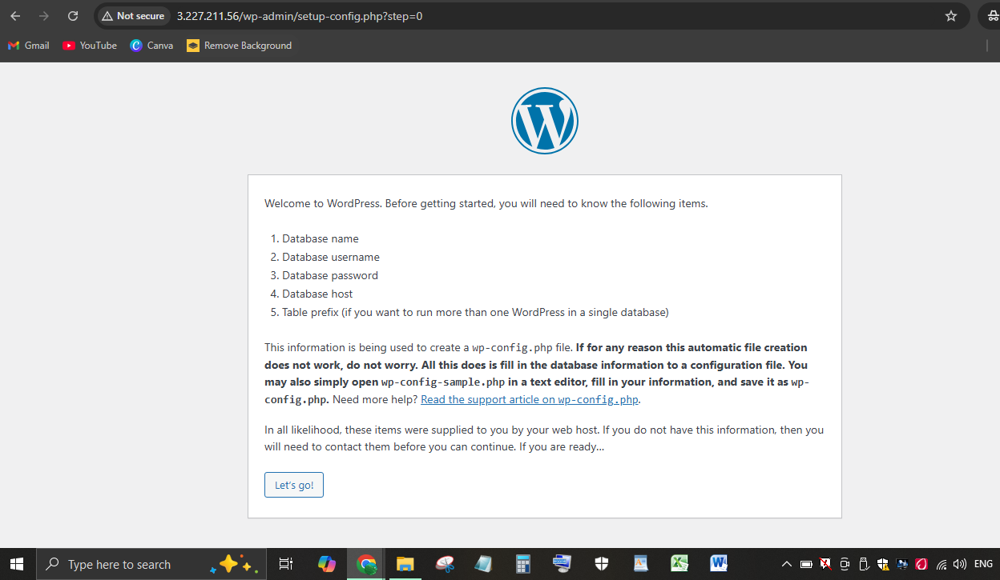 Not secure 3.227.211.56/wp-admin/setup-config.php?step=0
Gmail YouTube Canva Remove Background
Welcome to WordPress. Before getting started, you will need to know the following items.
1. Database name
2. Database username
3. Database password
4. Database host
5. Table prefix (if you want to run more than one WordPress in a single database)
This information is being used to create a wp-config.php file. If for any reason this automatic file creation
does not work, do not worry. All this does is fill in the database information to a configuration file. You
may also simply open wp-config-sample.php in a text editor, fill in your information, and save it as wp-
config.php. Need more help? Read the support article on wp-config.php.
In all likelihood, these items were supplied to you by your web host. If you do not have this information, then you
will need to contact them before you can continue. If you are ready…
Let's go!
Type here to search
ENG